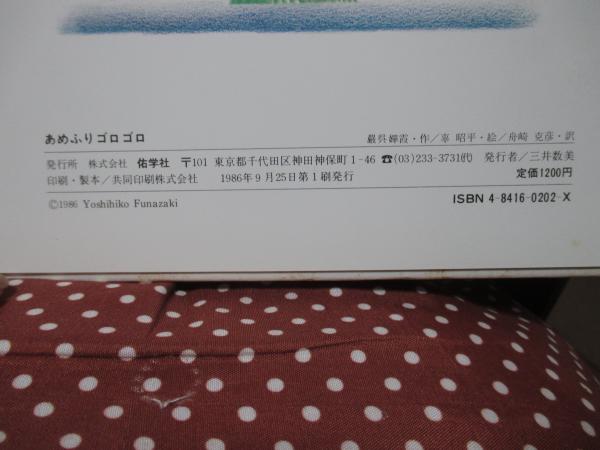 あめふりゴロゴロ
嚴呉嬋霞・作/辜 昭平・絵/舟崎 克彦・訳
発行所 株式会社 佑学社 〒101 東京都千代田区神田神保町1-46 ☎(03)233-3731㈹ 発行者/三井数美
印刷・製本/共同印刷株式会社 1986年9月25日第1刷発行 定価1200円
©1986 Yoshihiko Funazaki ISBN 4-8416-0202-X